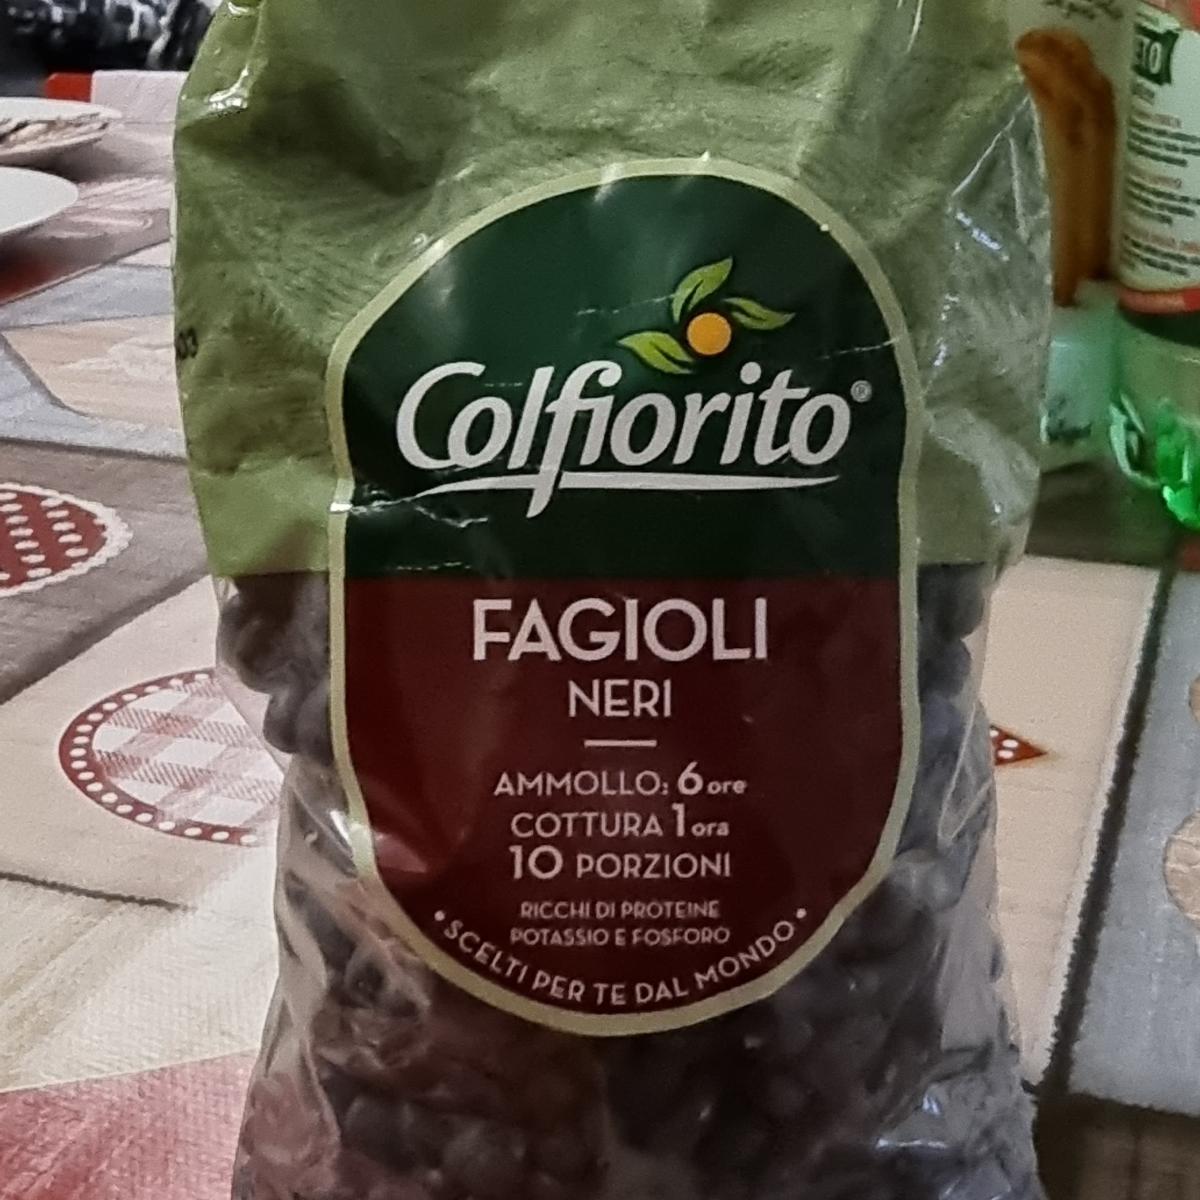 Colfiorito®
FAGIOLI
NERI
AMMOLLO: 6 ore
COTTURA 1 ora
10 PORZIONI
RICCHI DI PROTEINE
POTASSIO E FOSFORO
• SCELTI PER TE DAL MONDO •